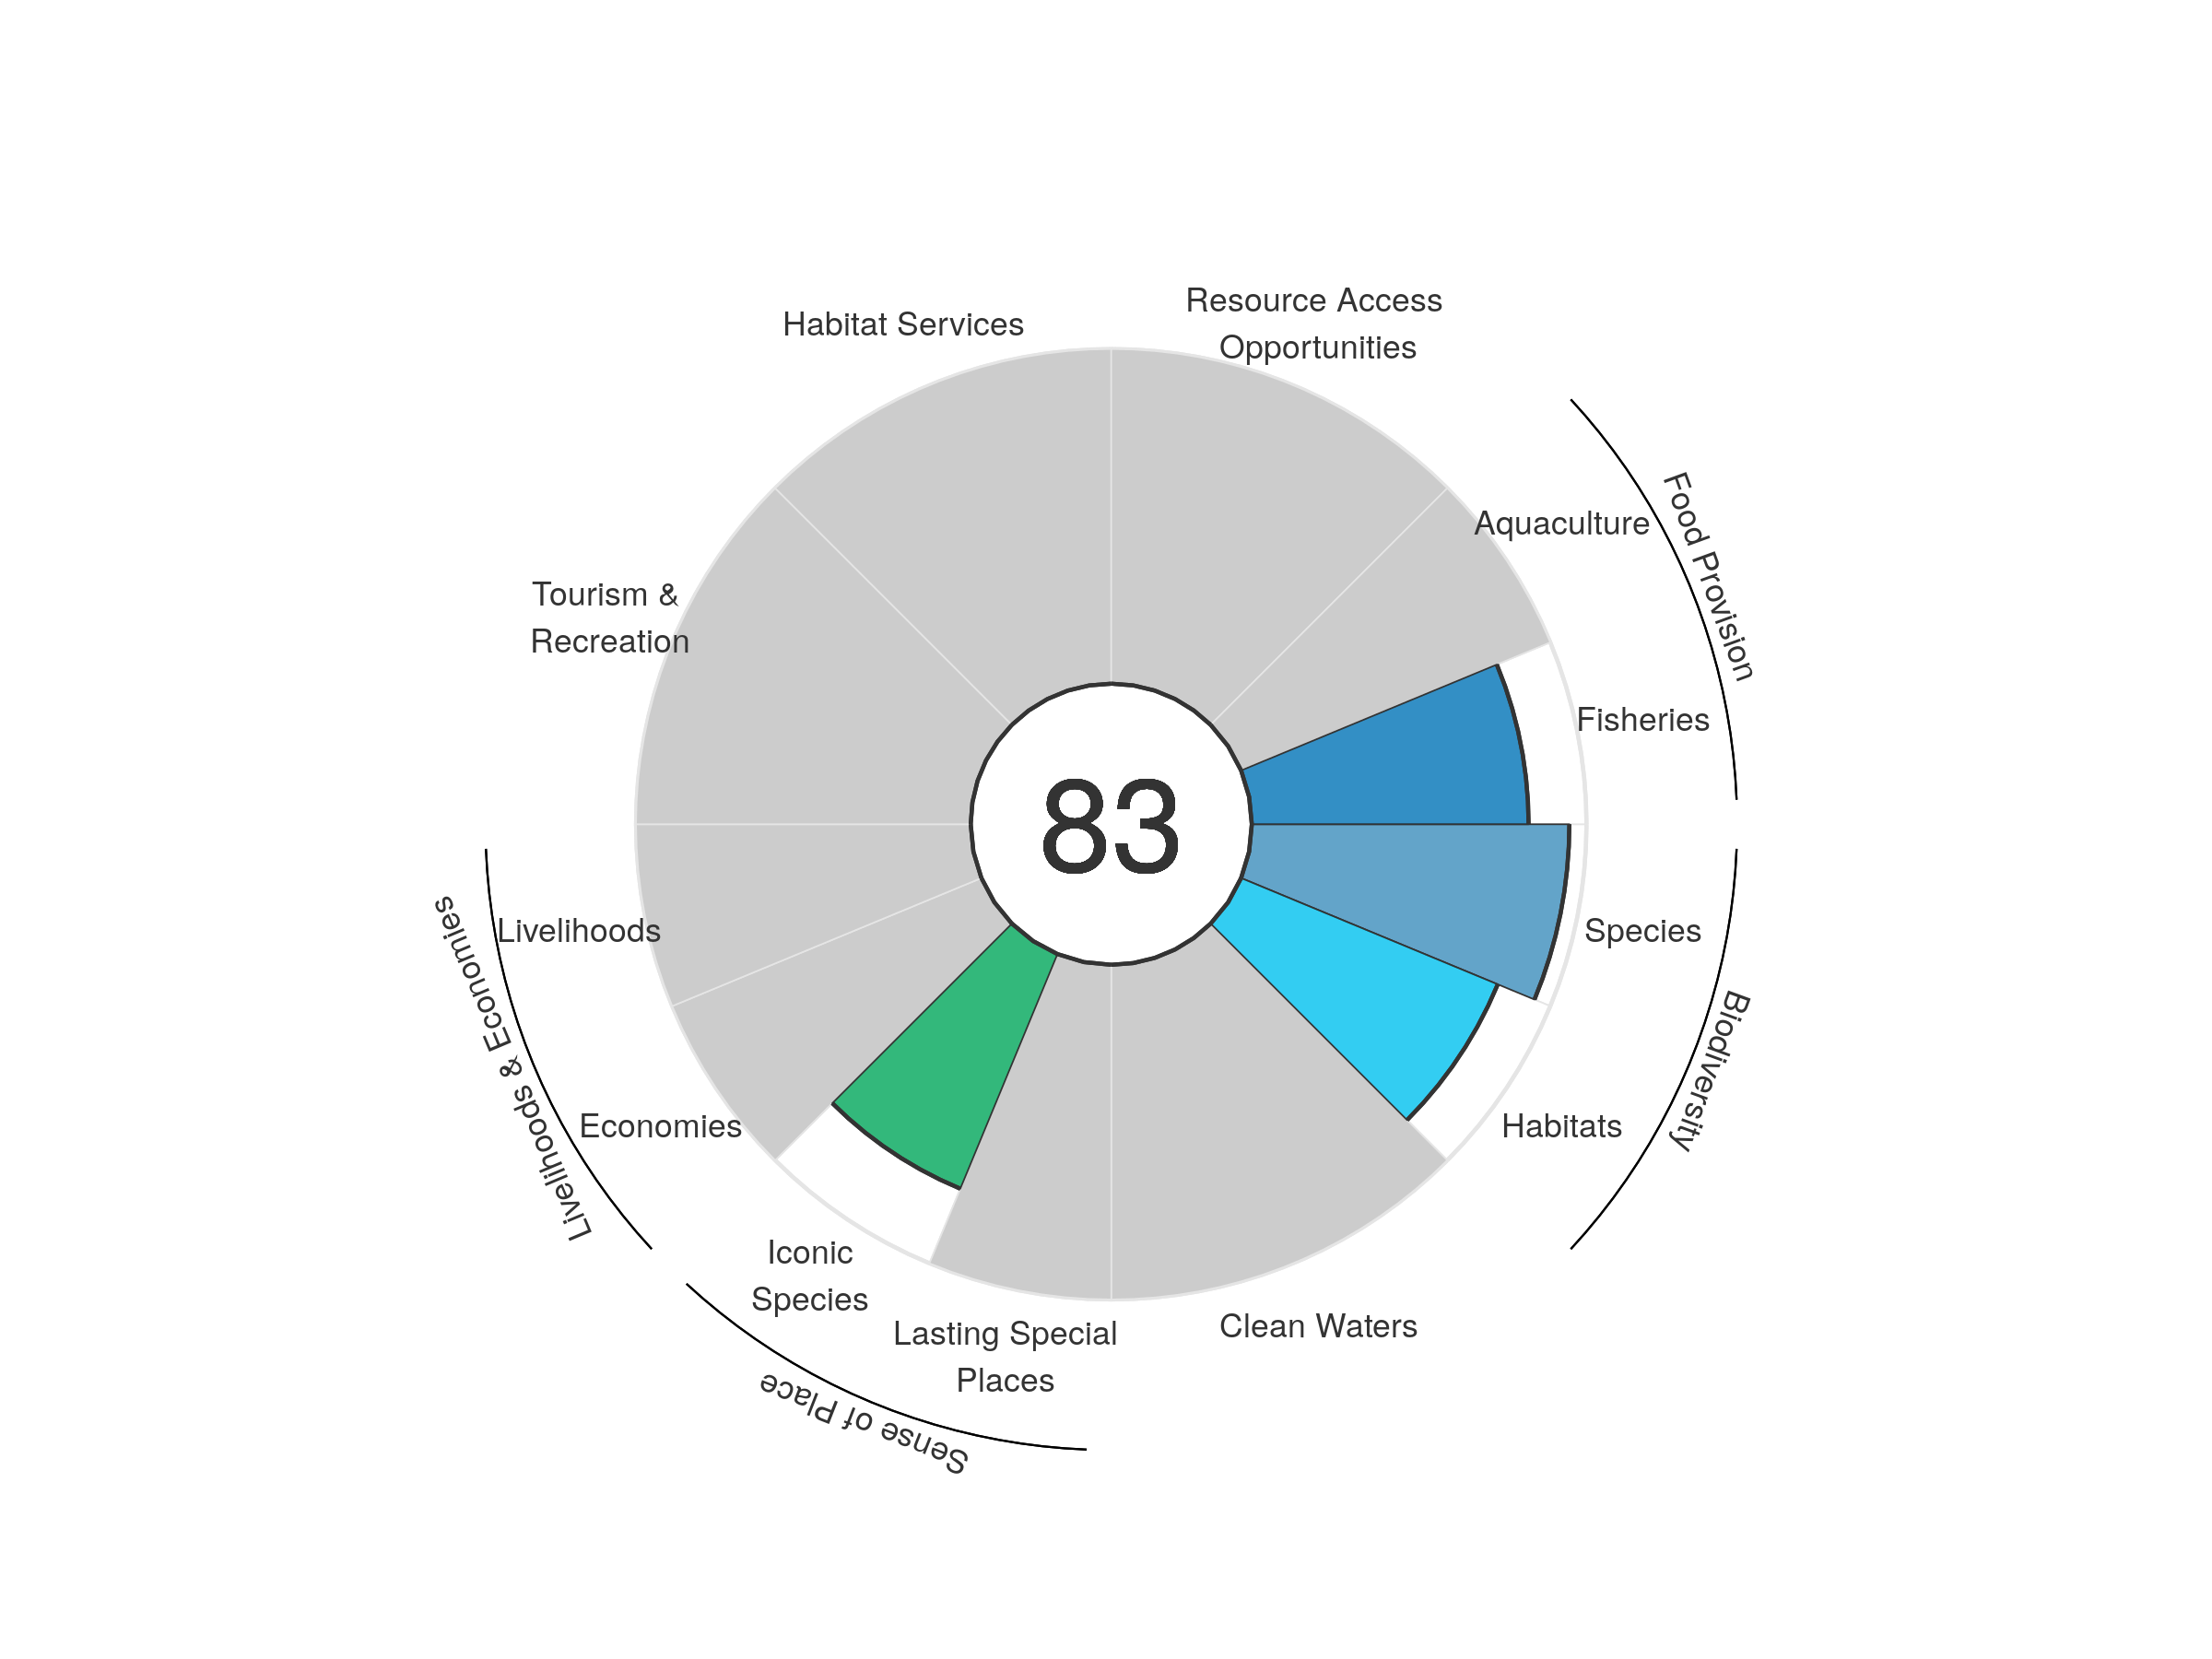 Resource Access
Opportunities
Habitat Services
Aquaculture
Food Provision
Tourism &
Recreation
Fisheries
83
Livelihoods
Species
Livelihoods & Economies
Biodiversity
Economies
Habitats
Iconic
Species
Lasting Special
Places
Clean Waters
Sense of Place